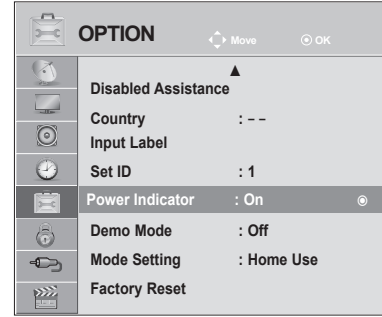 OPTION
Move
OK
▲
Disabled Assistance
Country : – –
Input Label
Set ID : 1
Power Indicator : On
Demo Mode : Off
Mode Setting : Home Use
Factory Reset